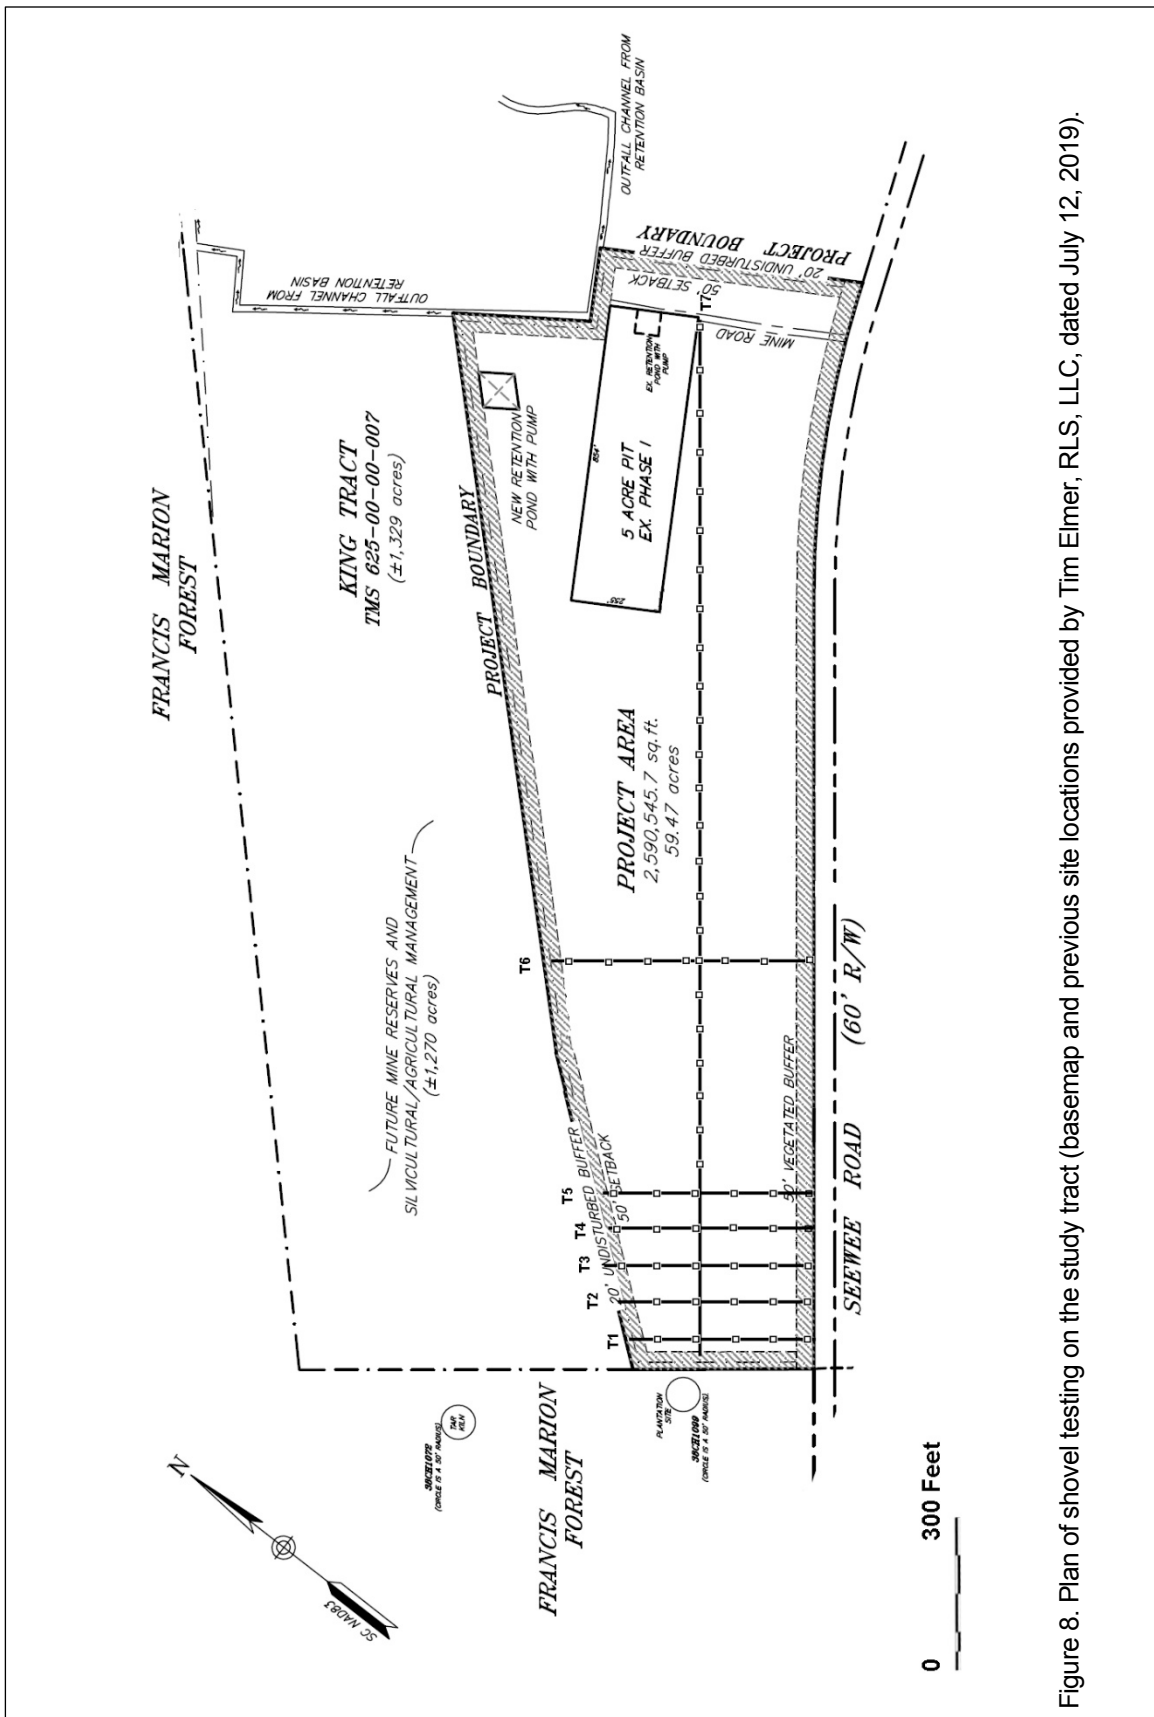 FRANCIS MARION
FOREST
KING TRACT
TMS 625-00-00-007
(±1,329 acres)
OUTFALL CHANNEL FROM
RETENTION BASIN
OUTFALL CHANNEL FROM
RETENTION BASIN
FUTURE MINE RESERVES AND
SILVICULTURAL/AGRICULTURAL MANAGEMENT
(±1,270 acres)
PROJECT BOUNDARY
NEW RETENTION
POND WITH PUMP
PROJECT BOUNDARY
20' UNDISTURBED BUFFER
50' SETBACK
654'
235'
5 ACRE PIT
EX. PHASE I
EX. RETENTION
POND WITH
PUMP
MINE ROAD
T7
PROJECT AREA
2,590,545.7 sq.ft.
59.47 acres
T6
T5
T4
T3
T2
T1
20' UNDISTURBED BUFFER
50' SETBACK
50' VEGETATED BUFFER
SEEWEE ROAD (60' R/W)
N
SC NAD83
38CH1072
(CIRCLE IS A 50' RADIUS)
TAR
KILN
FRANCIS MARION
FOREST
PLANTATION
SITE
38CH1099
(CIRCLE IS A 50' RADIUS)
0 300 Feet
Figure 8. Plan of shovel testing on the study tract (basemap and previous site locations provided by Tim Elmer, RLS, LLC, dated July 12, 2019).